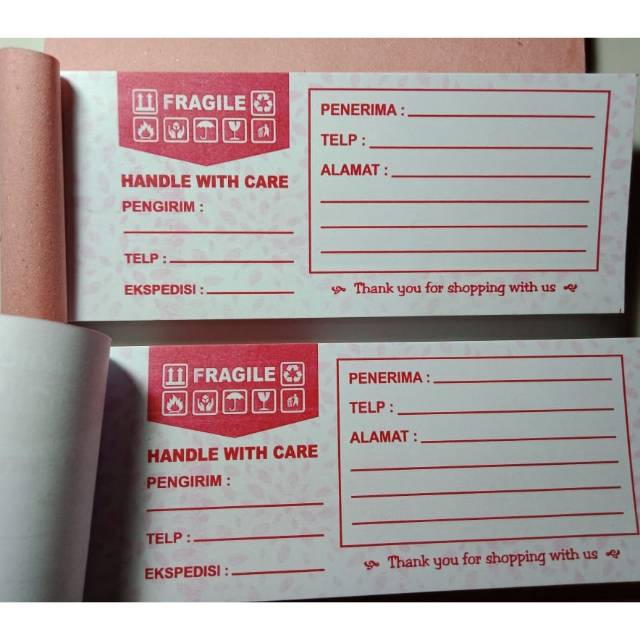 FRAGILE
HANDLE WITH CARE
PENGIRIM :
TELP :
EKSPEDISI :
PENERIMA :
TELP :
ALAMAT :
Thank you for shopping with us
FRAGILE
HANDLE WITH CARE
PENGIRIM :
TELP :
EKSPEDISI :
PENERIMA :
TELP :
ALAMAT :
Thank you for shopping with us